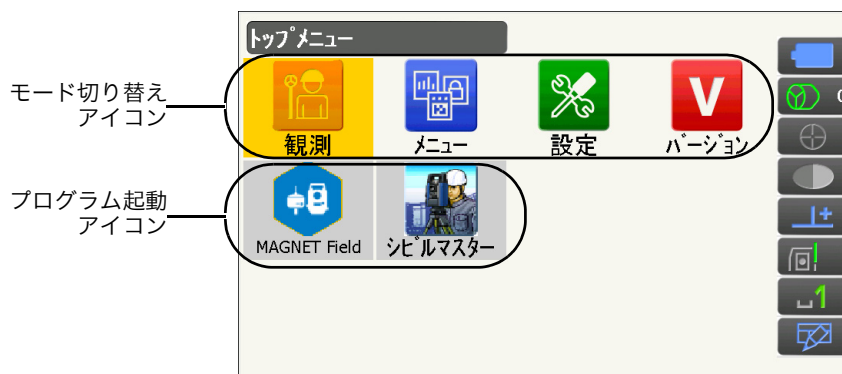 トップメニュー
モード切り替え
アイコン
観測
メニュー
設定
V
バージョン
プログラム起動
アイコン
MAGNET Field
シビルマスター
1